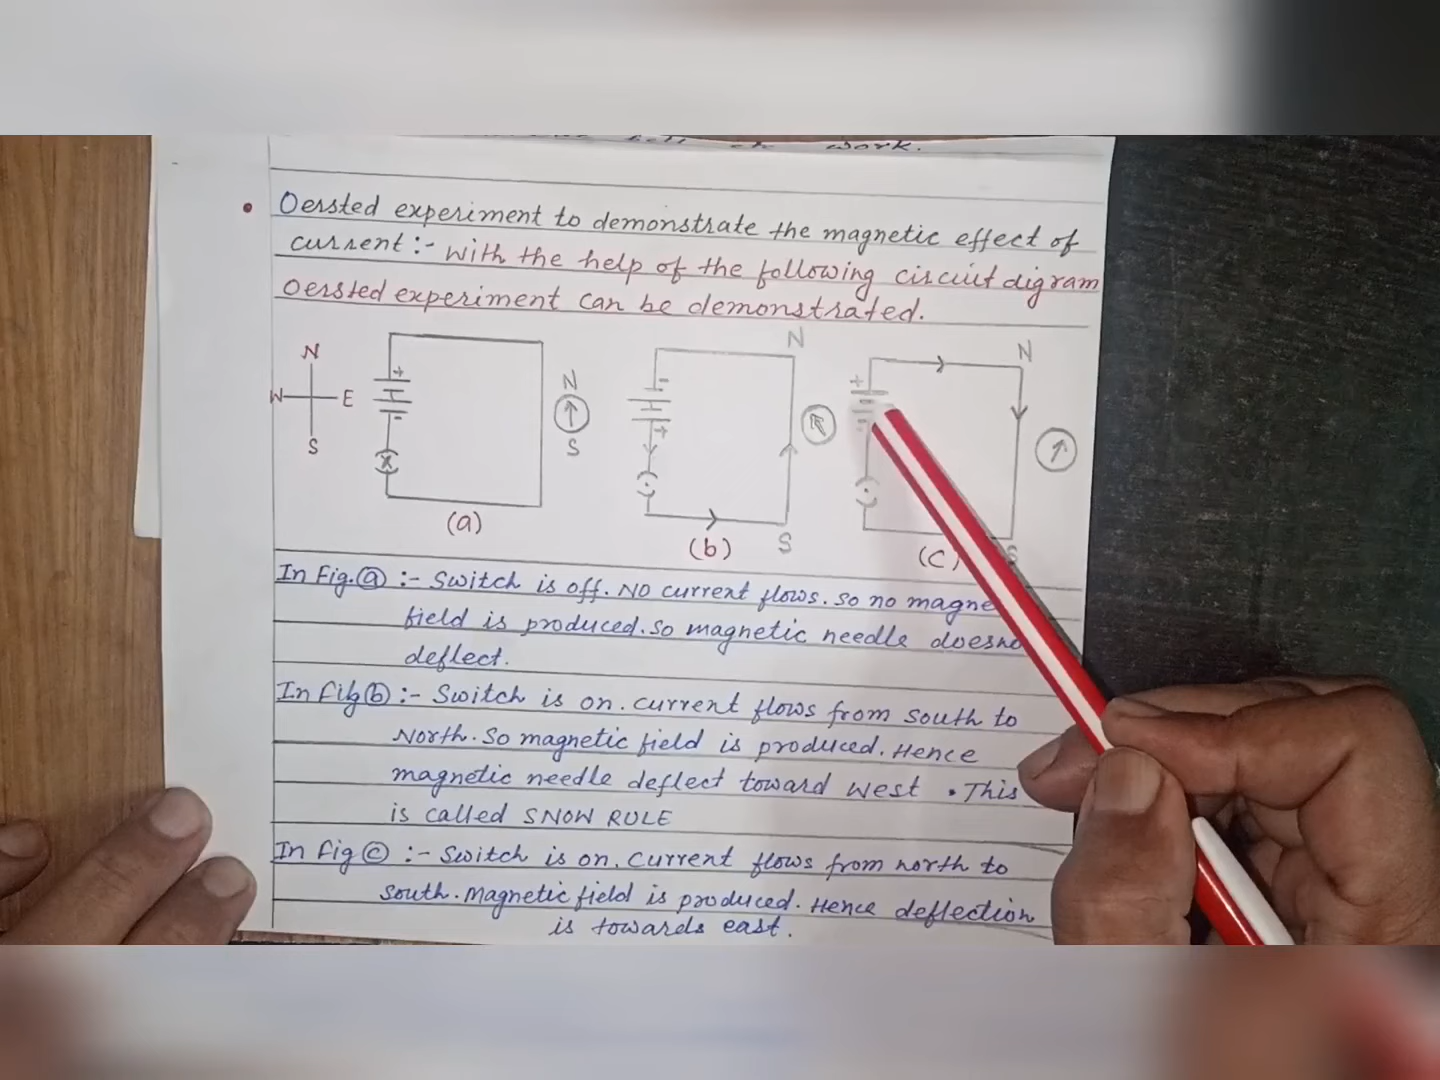 work.
• Oersted experiment to demonstrate the magnetic effect of
current :- with the help of the following circuit digram
Oersted experiment can be demonstrated.
N
W E
S
+
-
x
N
S
(a)
-
+
N
S
(b)
+
-
N
S
(c)
In Fig. (a) :- Switch is off. No current flows. So no magne
field is produced. So magnetic needle doesno
deflect.
In Fig (b) :- Switch is on. Current flows from south to
North. So magnetic field is produced. Hence
magnetic needle deflect toward west. This
is called SNOW RULE
In Fig (c) :- Switch is on. Current flows from north to
south. Magnetic field is produced. Hence deflection
is towards east.